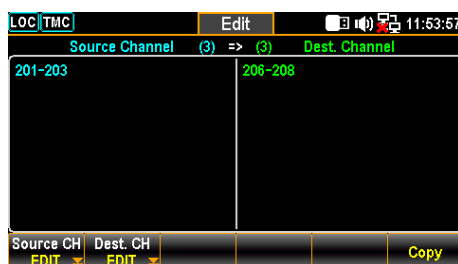 LOC TMC Edit 11:53:57
Source Channel (3) => (3) Dest. Channel
201-203 206-208
Source CH Dest. CH
EDIT EDIT Copy